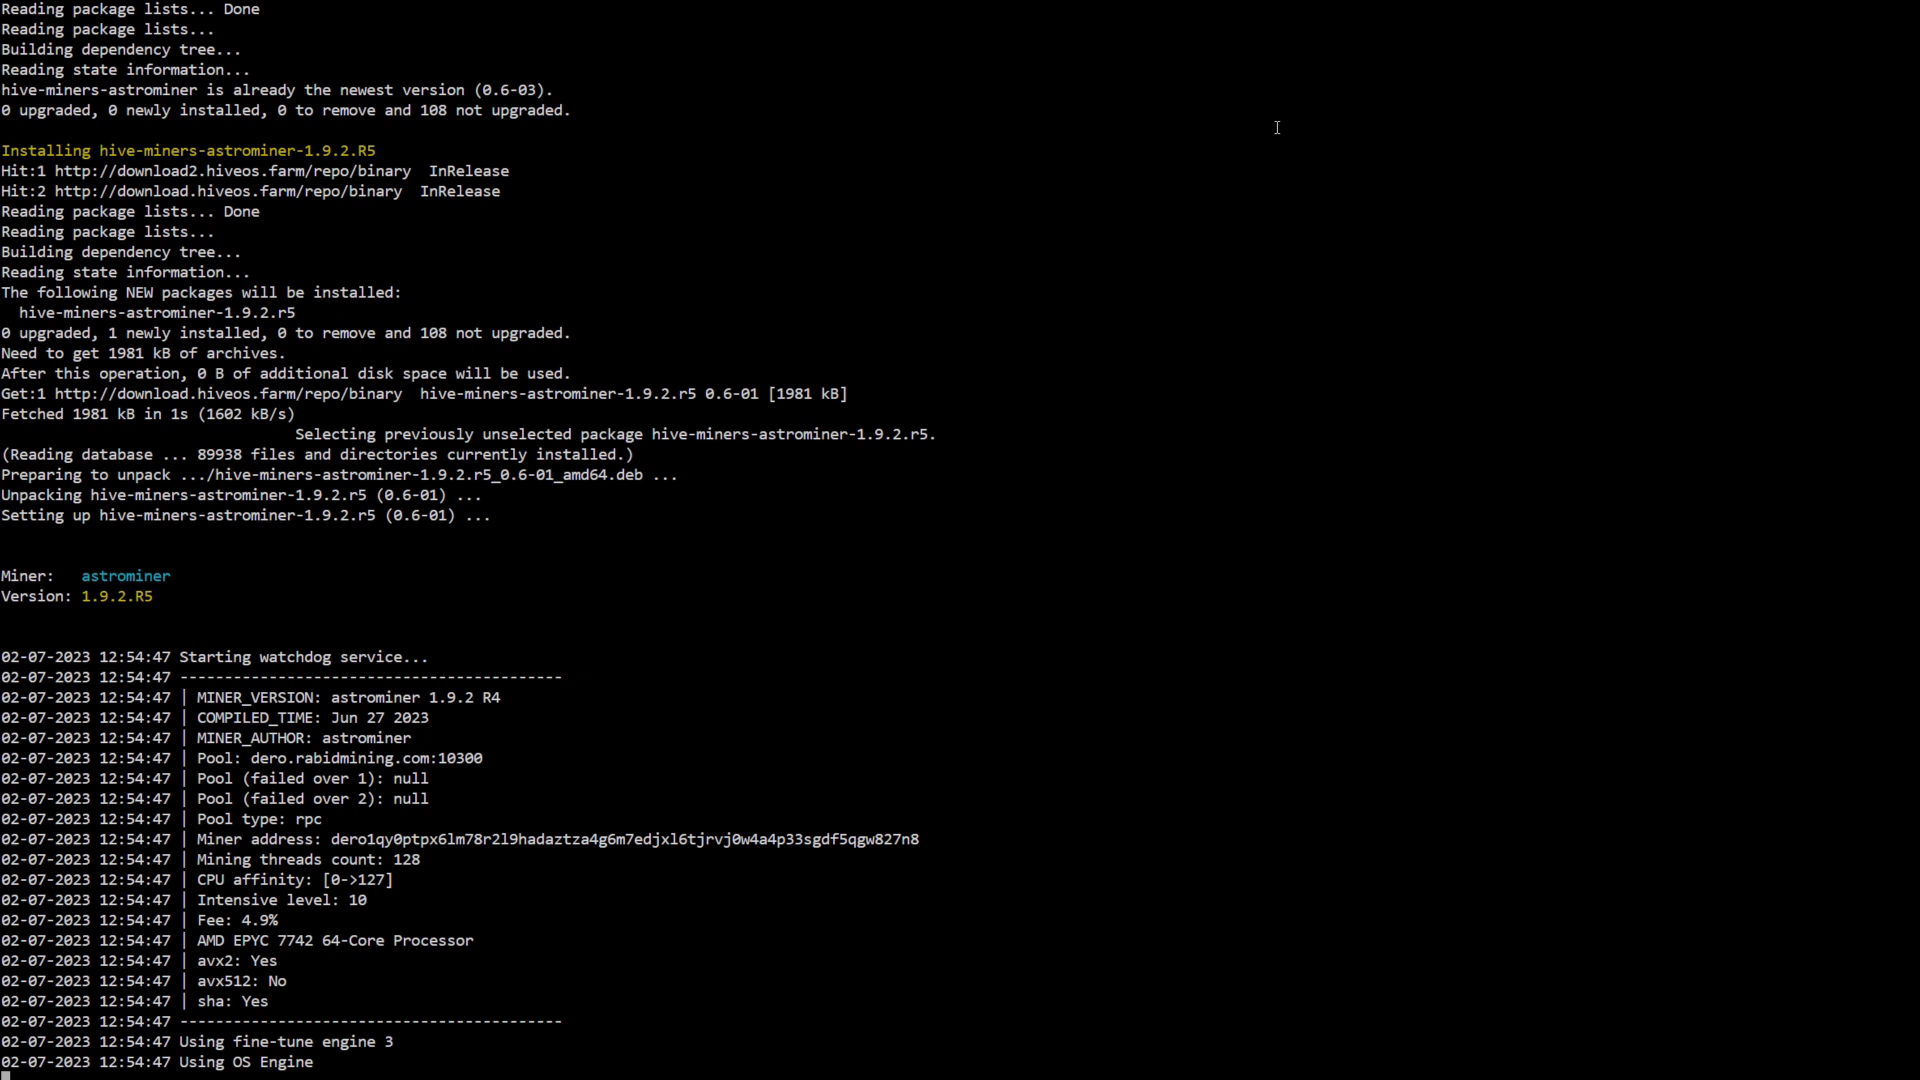 Reading package lists... Done
Reading package lists...
Building dependency tree...
Reading state information...
hive-miners-astrominer is already the newest version (0.6-03).
0 upgraded, 0 newly installed, 0 to remove and 108 not upgraded.
Installing hive-miners-astrominer-1.9.2.R5
Hit:1 http://download2.hiveos.farm/repo/binary  InRelease
Hit:2 http://download.hiveos.farm/repo/binary  InRelease
Reading package lists... Done
Reading package lists...
Building dependency tree...
Reading state information...
The following NEW packages will be installed:
  hive-miners-astrominer-1.9.2.r5
0 upgraded, 1 newly installed, 0 to remove and 108 not upgraded.
Need to get 1981 kB of archives.
After this operation, 0 B of additional disk space will be used.
Get:1 http://download.hiveos.farm/repo/binary  hive-miners-astrominer-1.9.2.r5 0.6-01 [1981 kB]
Fetched 1981 kB in 1s (1602 kB/s)
Selecting previously unselected package hive-miners-astrominer-1.9.2.r5.
(Reading database ... 89938 files and directories currently installed.)
Preparing to unpack .../hive-miners-astrominer-1.9.2.r5_0.6-01_amd64.deb ...
Unpacking hive-miners-astrominer-1.9.2.r5 (0.6-01) ...
Setting up hive-miners-astrominer-1.9.2.r5 (0.6-01) ...
Miner:   astrominer
Version: 1.9.2.R5
02-07-2023 12:54:47 Starting watchdog service...
02-07-2023 12:54:47 -------------------------------------------
02-07-2023 12:54:47 | MINER_VERSION: astrominer 1.9.2 R4
02-07-2023 12:54:47 | COMPILED_TIME: Jun 27 2023
02-07-2023 12:54:47 | MINER_AUTHOR: astrominer
02-07-2023 12:54:47 | Pool: dero.rabidmining.com:10300
02-07-2023 12:54:47 | Pool (failed over 1): null
02-07-2023 12:54:47 | Pool (failed over 2): null
02-07-2023 12:54:47 | Pool type: rpc
02-07-2023 12:54:47 | Miner address: dero1qy0ptpx6lm78r2l9hadaztza4g6m7edjxl6tjrvj0w4a4p33sgdf5qgw827n8
02-07-2023 12:54:47 | Mining threads count: 128
02-07-2023 12:54:47 | CPU affinity: [0->127]
02-07-2023 12:54:47 | Intensive level: 10
02-07-2023 12:54:47 | Fee: 4.9%
02-07-2023 12:54:47 | AMD EPYC 7742 64-Core Processor
02-07-2023 12:54:47 | avx2: Yes
02-07-2023 12:54:47 | avx512: No
02-07-2023 12:54:47 | sha: Yes
02-07-2023 12:54:47 -------------------------------------------
02-07-2023 12:54:47 Using fine-tune engine 3
02-07-2023 12:54:47 Using OS Engine